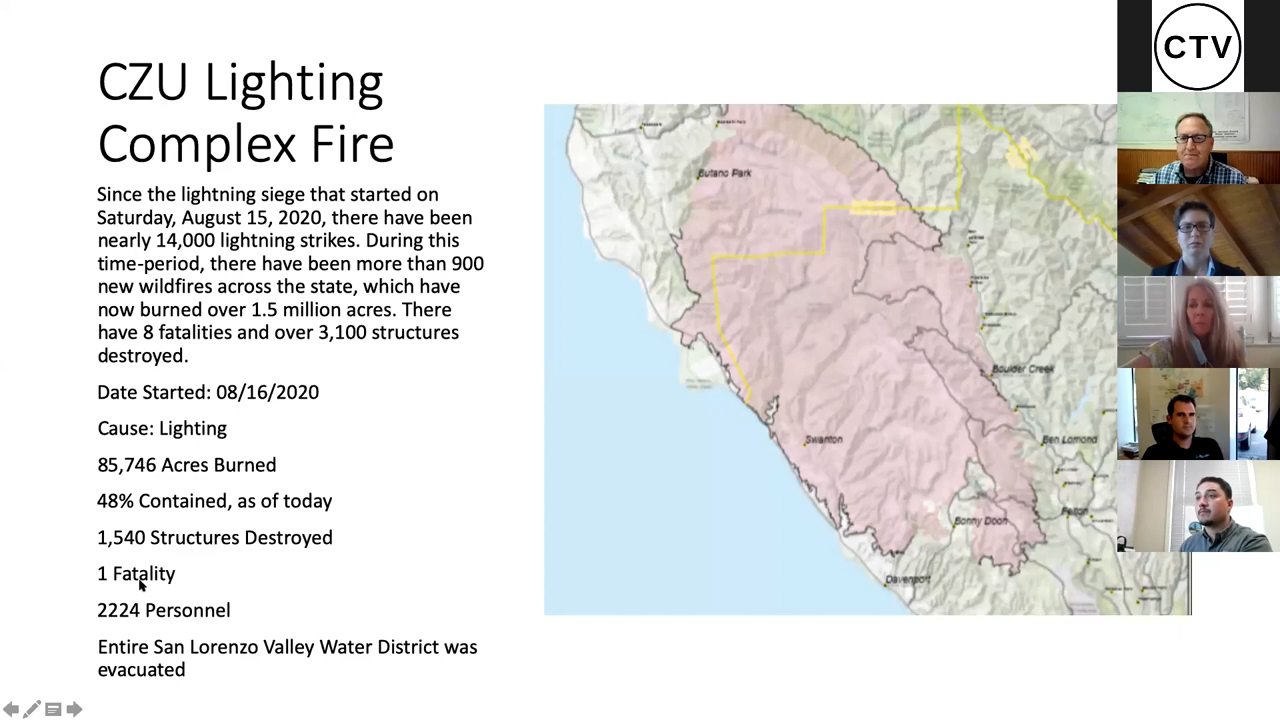 CZU Lighting
Complex Fire
Since the lightning siege that started on
Saturday, August 15, 2020, there have been
nearly 14,000 lightning strikes. During this
time-period, there have been more than 900
new wildfires across the state, which have
now burned over 1.5 million acres. There
have 8 fatalities and over 3,100 structures
destroyed.
Date Started: 08/16/2020
Cause: Lighting
85,746 Acres Burned
48% Contained, as of today
1,540 Structures Destroyed
1 Fatality
2224 Personnel
Entire San Lorenzo Valley Water District was
evacuated
Butano Park
Boulder Creek
Swanton
Ben Lomond
Felton
Bonny Doon
Davenport
CTV